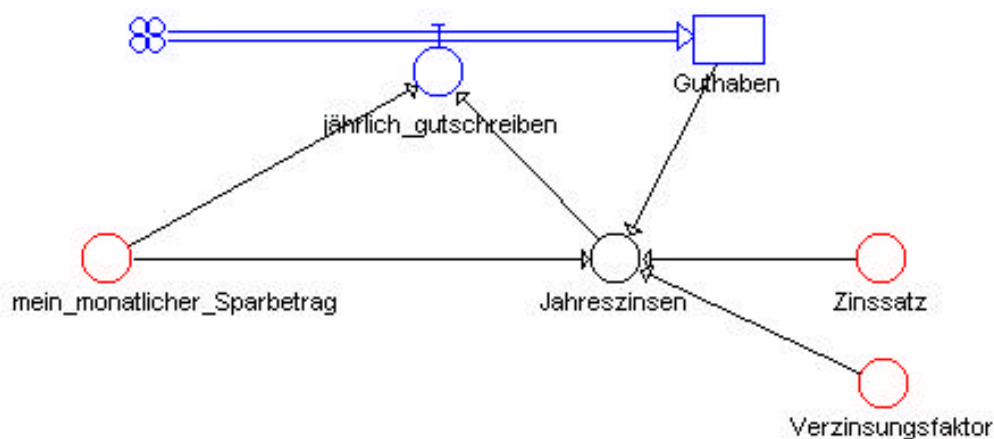 Guthaben
jährlich_gutschreiben
mein_monatlicher_Sparbetrag
Jahreszinsen
Zinssatz
Verzinsungsfaktor